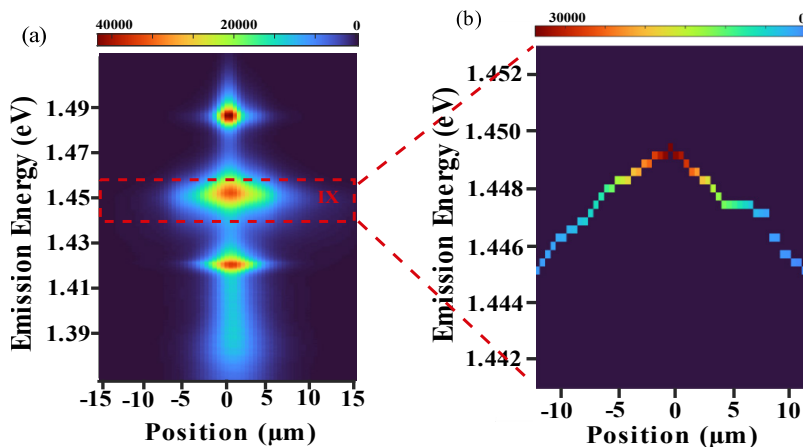 (a)
40000 20000 0
Emission Energy (eV)
1.49
1.47
1.45
1.43
1.41
1.39
IX
-15 -10 -5 0 5 10 15
Position (μm)
(b)
30000 0
Emission Energy (eV)
1.452
1.450
1.448
1.446
1.444
1.442
-10 -5 0 5 10
Position (μm)